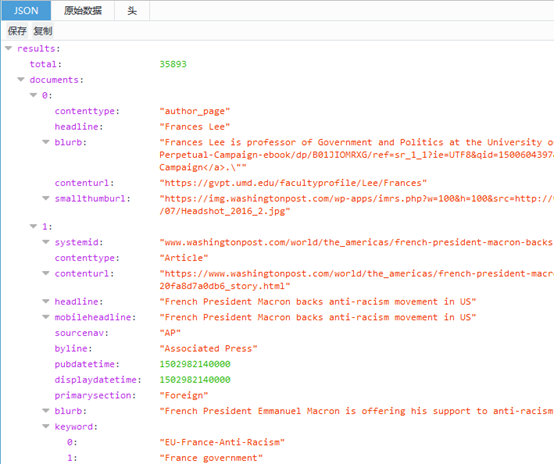 JSON 原始数据 头
保存 复制
results:
total: 35893
documents:
0:
contenttype: "author_page"
headline: "Frances Lee"
blurb: "Frances Lee is professor of Government and Politics at the University of
Perpetual-Campaign-ebook/dp/B01JIOMRXG/ref=sr_1_1?ie=UTF8&qid=1500604397&
Campaign</a>.\""
contenturl: "https://gvpt.umd.edu/facultyprofile/Lee/Frances"
smallthumburl: "https://img.washingtonpost.com/wp-apps/imrs.php?w=100&h=100&src=http://
/07/Headshot_2016_2.jpg"
1:
systemid: "www.washingtonpost.com/world/the_americas/french-president-macron-backs-
contenttype: "Article"
contenturl: "https://www.washingtonpost.com/world/the_americas/french-president-macro
20fa8d7a0db6_story.html"
headline: "French President Macron backs anti-racism movement in US"
mobileheadline: "French President Macron backs anti-racism movement in US"
sourcenav: "AP"
byline: "Associated Press"
pubdatetime: 1502982140000
displaydatetime: 1502982140000
primarysection: "Foreign"
blurb: "French President Emmanuel Macron is offering his support to anti-racism
keyword:
0: "EU-France-Anti-Racism"
1: "France government"